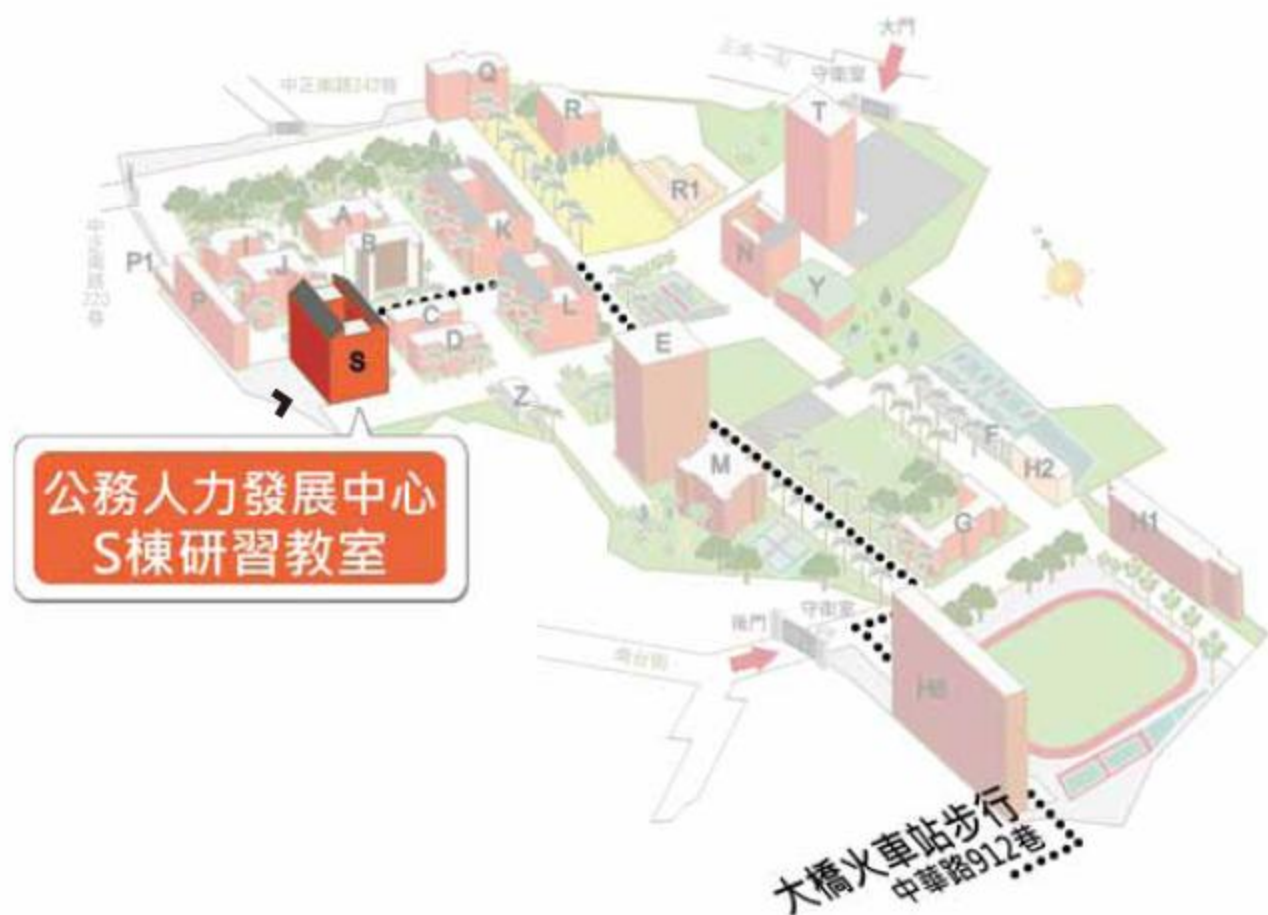 大門
守衛室
中正南路242巷
Q
R
T
R1
A
K
I
B
N
P1
J
Y
中正南路220巷
P
C
L
S
D
E
Z
F
M
H2
公務人力發展中心
S棟研習教室
G
H1
守衛室
後門
南台街
H6
大橋火車站步行
中華路912巷